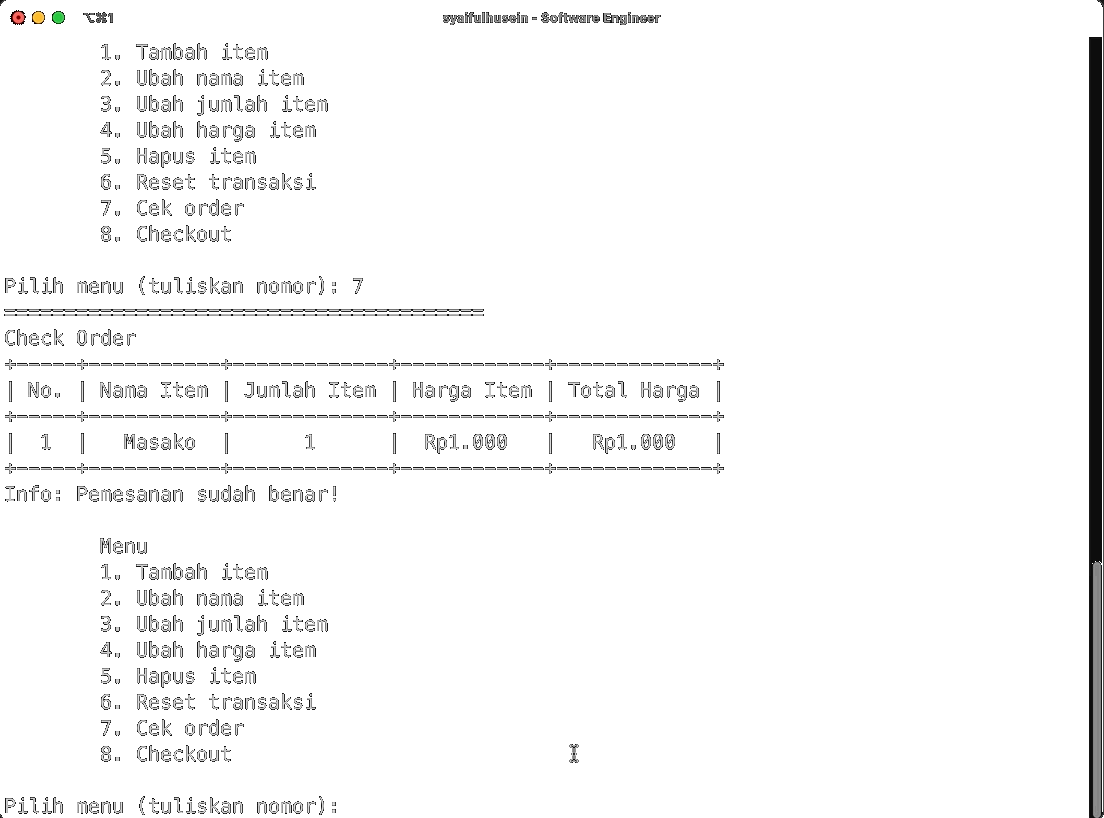 ⌥⌘1 syaifulhusein - Software Engineer
1. Tambah item
2. Ubah nama item
3. Ubah jumlah item
4. Ubah harga item
5. Hapus item
6. Reset transaksi
7. Cek order
8. Checkout
Pilih menu (tuliskan nomor): 7
========================================
Check Order
+------+-----------+--------------+-------------+--------------+
| No. | Nama Item | Jumlah Item | Harga Item | Total Harga |
+------+-----------+--------------+-------------+--------------+
| 1 | Masako | 1 | Rp1.000 | Rp1.000 |
+------+-----------+--------------+-------------+--------------+
Info: Pemesanan sudah benar!
Menu
1. Tambah item
2. Ubah nama item
3. Ubah jumlah item
4. Ubah harga item
5. Hapus item
6. Reset transaksi
7. Cek order
8. Checkout
Pilih menu (tuliskan nomor):